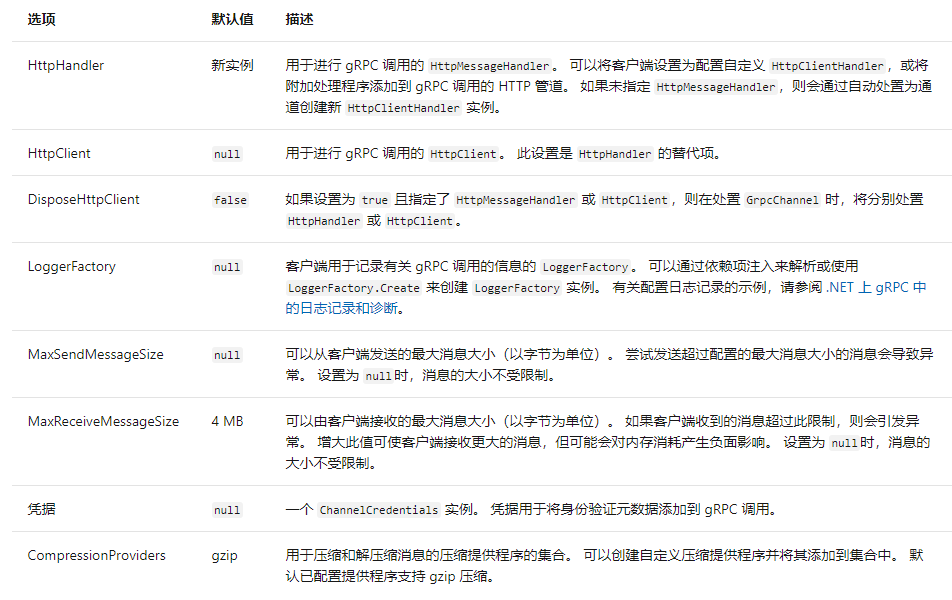 选项 默认值 描述
HttpHandler 新实例 用于进行 gRPC 调用的 HttpMessageHandler。 可以将客户端设置为配置自定义 HttpClientHandler，或将
附加处理程序添加到 gRPC 调用的 HTTP 管道。 如果未指定 HttpMessageHandler，则会通过自动处置为通
道创建新 HttpClientHandler 实例。
HttpClient null 用于进行 gRPC 调用的 HttpClient。 此设置是 HttpHandler 的替代项。
DisposeHttpClient false 如果设置为 true 且指定了 HttpMessageHandler 或 HttpClient，则在处置 GrpcChannel 时，将分别处置
HttpHandler 或 HttpClient。
LoggerFactory null 客户端用于记录有关 gRPC 调用的信息的 LoggerFactory。 可以通过依赖项注入来解析或使用
LoggerFactory.Create 来创建 LoggerFactory 实例。 有关配置日志记录的示例，请参阅 .NET 上 gRPC 中
的日志记录和诊断。
MaxSendMessageSize null 可以从客户端发送的最大消息大小（以字节为单位）。 尝试发送超过配置的最大消息大小的消息会导致异
常。 设置为 null时，消息的大小不受限制。
MaxReceiveMessageSize 4 MB 可以由客户端接收的最大消息大小（以字节为单位）。 如果客户端收到的消息超过此限制，则会引发异
常。 增大此值可使客户端接收更大的消息，但可能会对内存消耗产生负面影响。 设置为 null时，消息的
大小不受限制。
凭据 null 一个 ChannelCredentials 实例。 凭据用于将身份验证元数据添加到 gRPC 调用。
CompressionProviders gzip 用于压缩和解压缩消息的压缩提供程序的集合。 可以创建自定义压缩提供程序并将其添加到集合中。 默
认已配置提供程序支持 gzip 压缩。